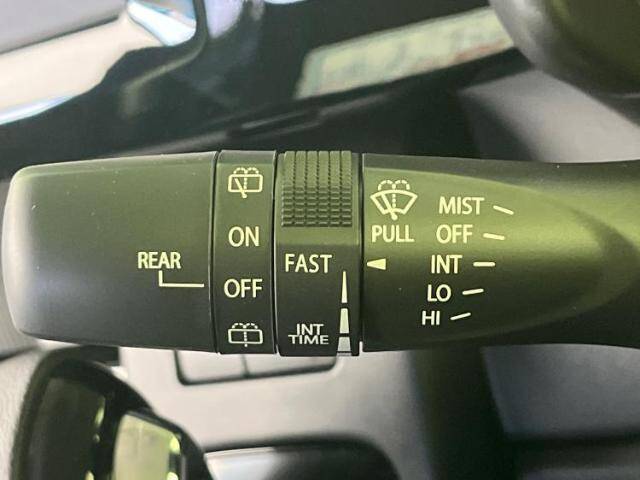 REAR
ON
OFF
FAST
INT
TIME
PULL
MIST
OFF
INT
LO
HI